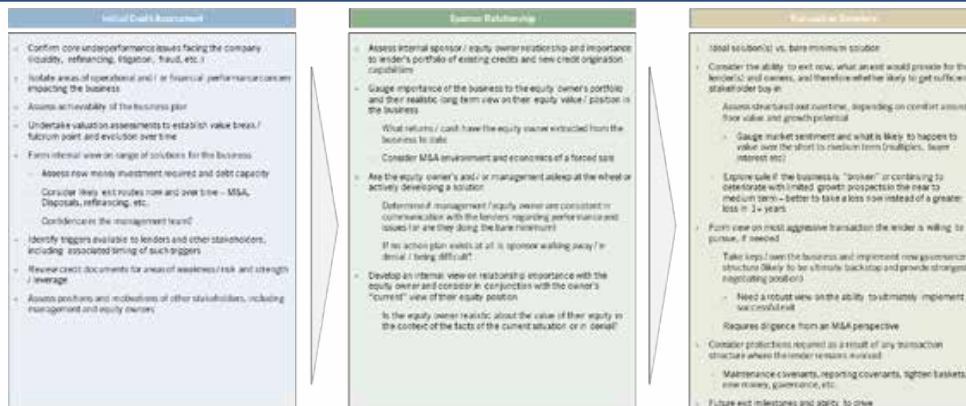 Initial Credit Assessment
Confirm core underperformance issues facing the company
(liquidity, refinancing, litigation, fraud, etc.)
Isolate areas of operational and / or financial performance concern
impacting the business
Assess achievability of the business plan
Undertake valuation assessments to establish value break /
fulcrum point and evolution over time
Form internal view on range of solutions for the business
Assess new money investment required and debt capacity
Consider likely exit routes now and over time – M&A,
Disposals, refinancing, etc.
Confidence in the management team?
Identify triggers available to lenders and other stakeholders,
including associated timing of such triggers
Review credit documents for areas of weakness / risk and strength
/ leverage
Assess positions and motivations of other stakeholders, including
management and equity owners
Sponsor Relationship
Assess internal sponsor / equity owner relationship and importance
to lender's portfolio of existing credits and new credit origination
capabilities
Gauge importance of the business to the equity owner's portfolio
and their realistic long term view on their equity value / position in
the business
What returns / cash have the equity owner extracted from the
business to date
Consider M&A environment and economics of a forced sale
Are the equity owner's and / or management asleep at the wheel or
actively developing a solution
Determine if management / equity owner are consistent in
communication with the lenders regarding performance and
issues (or are they doing the bare minimum)
If no action plan exists at all is sponsor walking away / in
denial / being difficult?
Develop an internal view on relationship importance with the
equity owner and consider in conjunction with the owner's
"current" view of their equity position
Is the equity owner realistic about the value of their equity in
the context of the facts of the current situation or in denial?
Transaction Structure
Ideal solution(s) vs. bare minimum solution
Consider the ability to exit now, what an exit would provide for the
lender(s) and owners, and therefore whether likely to get sufficient
stakeholder buy-in
Assess structured exit overtime, depending on comfort around
floor value and growth potential
Gauge market sentiment and what is likely to happen to
value over the short to medium term (multiples, buyer
interest etc)
Explore sale if the business is "broken" or continuing to
deteriorate with limited growth prospects in the near to
medium term – better to take a loss now instead of a greater
loss in 1+ years
Form view on most aggressive transaction the lender is willing to
pursue, if needed
Take keys / own the business and implement new governance
structure (likely to be ultimate backstop and provide strongest
negotiating position)
Need a robust view on the ability to ultimately implement
successful exit
Requires diligence from an M&A perspective
Consider protections required as a result of any transaction
structure where the lender remains involved
Maintenance covenants, reporting covenants, tighten baskets,
new money, governance, etc.
Future exit milestones and ability to drive